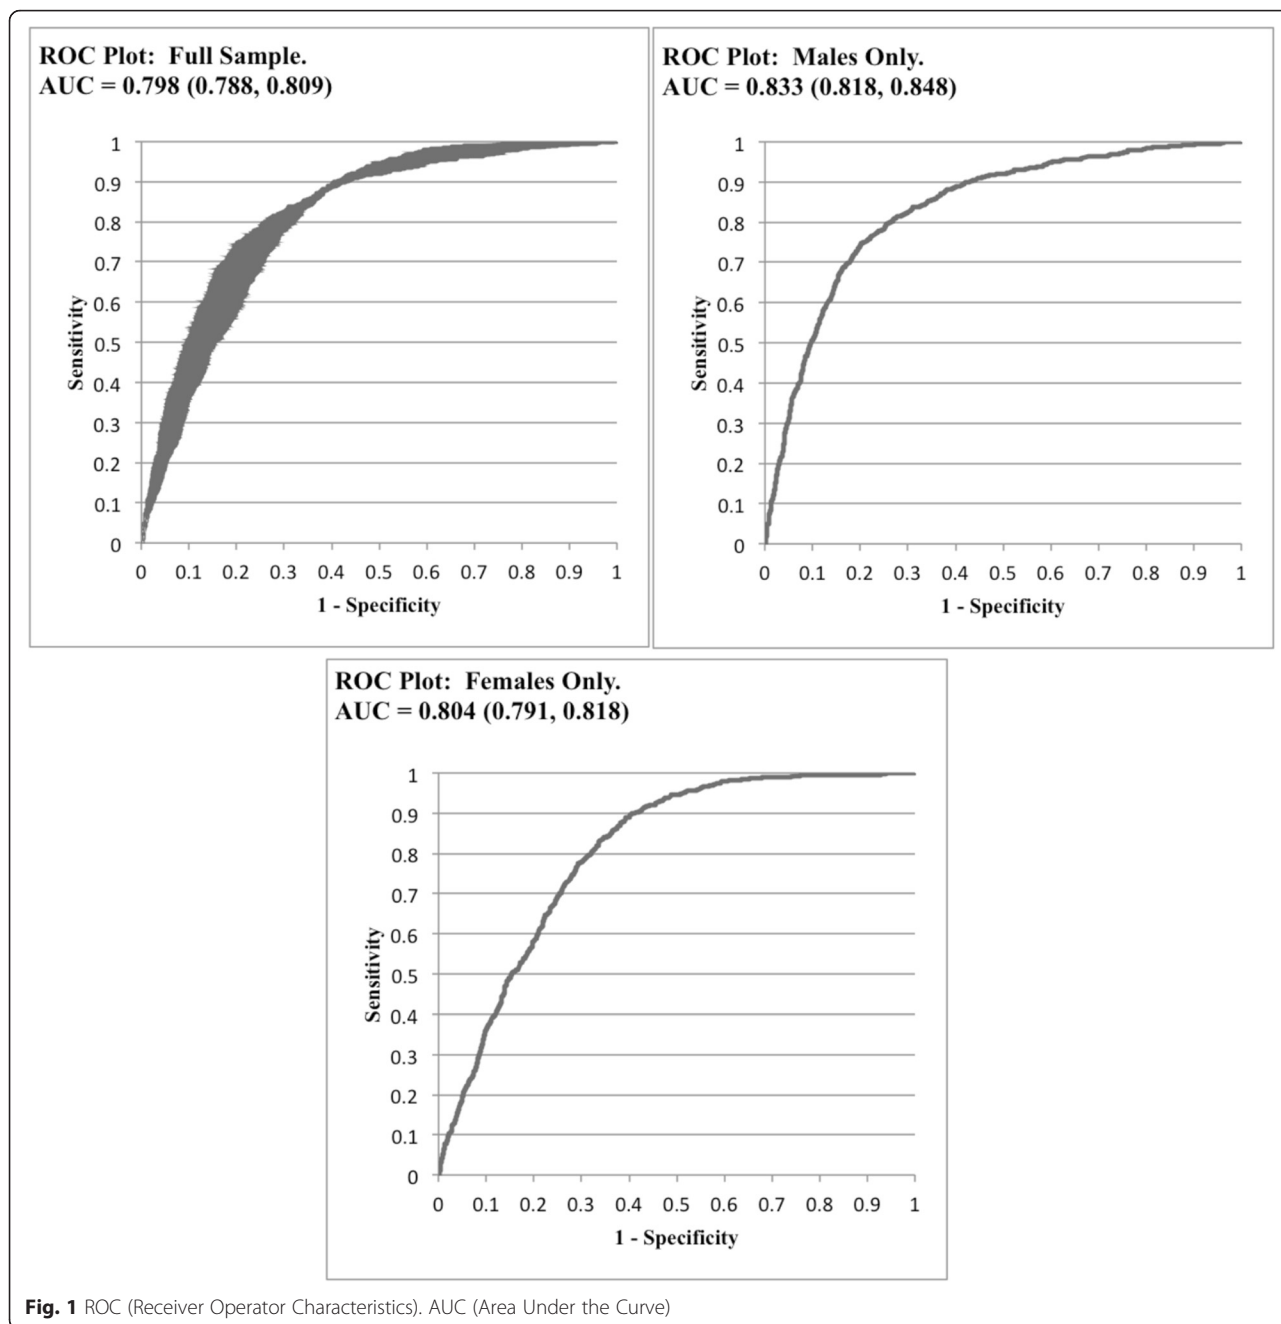 ROC Plot: Full Sample.
AUC = 0.798 (0.788, 0.809)
1
0.9
0.8
0.7
0.6
0.5
0.4
0.3
0.2
0.1
0
Sensitivity
0 0.1 0.2 0.3 0.4 0.5 0.6 0.7 0.8 0.9 1
1 - Specificity
ROC Plot: Males Only.
AUC = 0.833 (0.818, 0.848)
1
0.9
0.8
0.7
0.6
0.5
0.4
0.3
0.2
0.1
0
Sensitivity
0 0.1 0.2 0.3 0.4 0.5 0.6 0.7 0.8 0.9 1
1 - Specificity
ROC Plot: Females Only.
AUC = 0.804 (0.791, 0.818)
1
0.9
0.8
0.7
0.6
0.5
0.4
0.3
0.2
0.1
0
Sensitivity
0 0.1 0.2 0.3 0.4 0.5 0.6 0.7 0.8 0.9 1
1 - Specificity
Fig. 1 ROC (Receiver Operator Characteristics). AUC (Area Under the Curve)